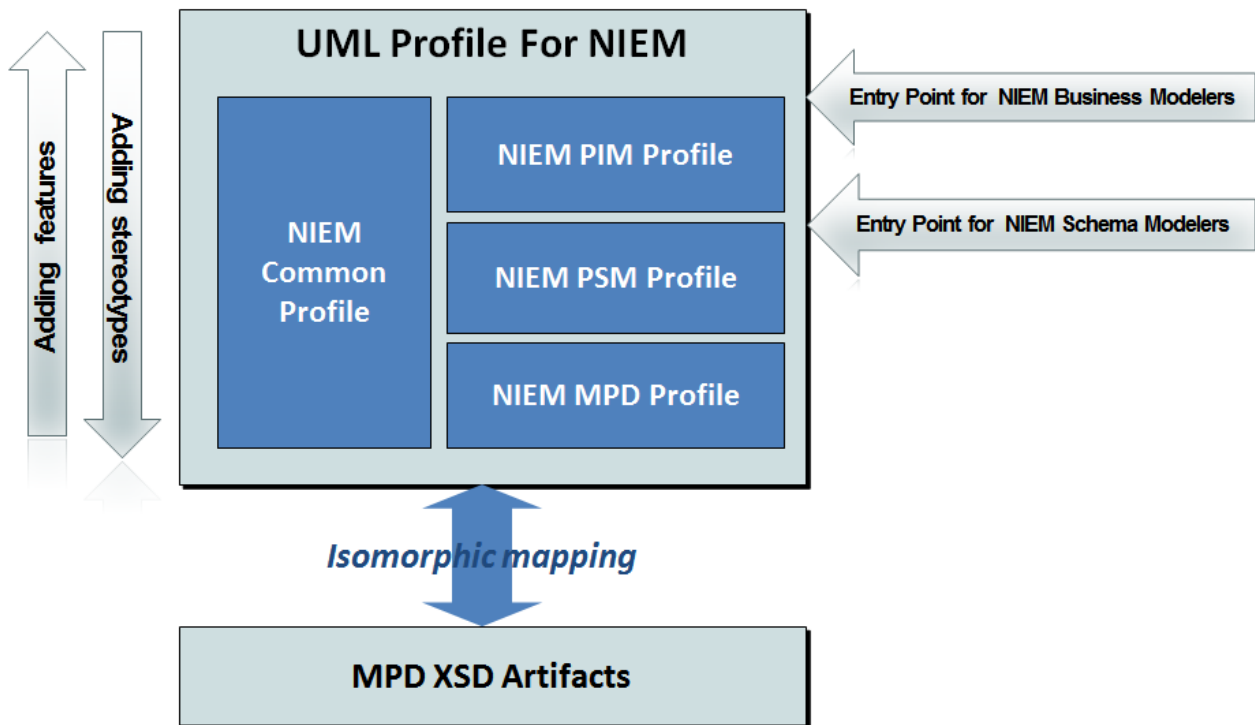 UML Profile For NIEM
Adding features
Adding stereotypes
NIEM
Common
Profile
NIEM PIM Profile
NIEM PSM Profile
NIEM MPD Profile
Entry Point for NIEM Business Modelers
Entry Point for NIEM Schema Modelers
Isomorphic mapping
MPD XSD Artifacts